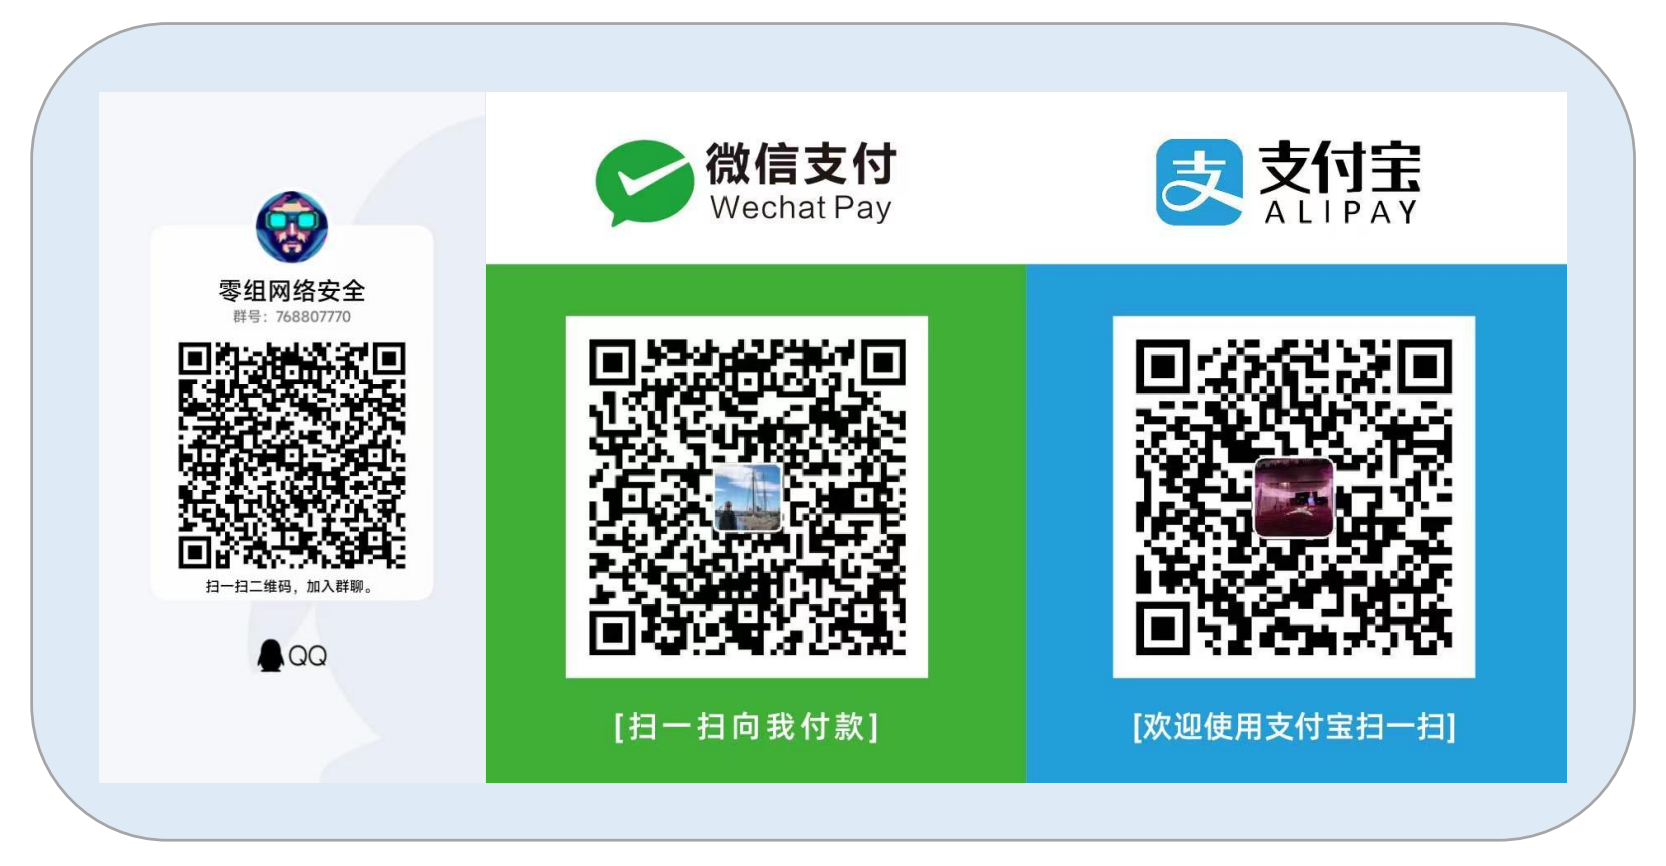 零组网络安全
群号：768807770
扫一扫二维码，加入群聊。
QQ
微信支付
Wechat Pay
[扫一扫向我付款]
支
支付宝
ALIPAY
[欢迎使用支付宝扫一扫]